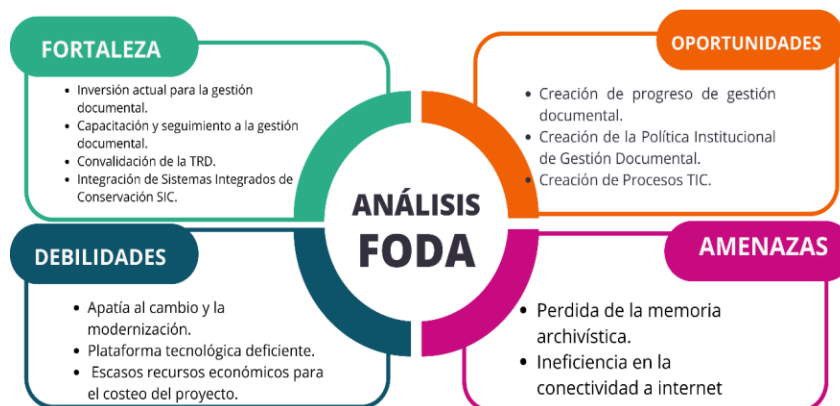 FORTALEZA
• Inversión actual para la gestión
documental.
• Capacitación y seguimiento a la gestión
documental.
• Convalidación de la TRD.
• Integración de Sistemas Integrados de
Conservación SIC.
OPORTUNIDADES
• Creación de progreso de gestión
documental.
• Creación de la Política Institucional
de Gestión Documental.
• Creación de Procesos TIC.
ANÁLISIS
FODA
DEBILIDADES
• Apatía al cambio y la
modernización.
• Plataforma tecnológica deficiente.
• Escasos recursos económicos para
el costeo del proyecto.
AMENAZAS
• Perdida de la memoria
archivística.
• Ineficiencia en la
conectividad a internet